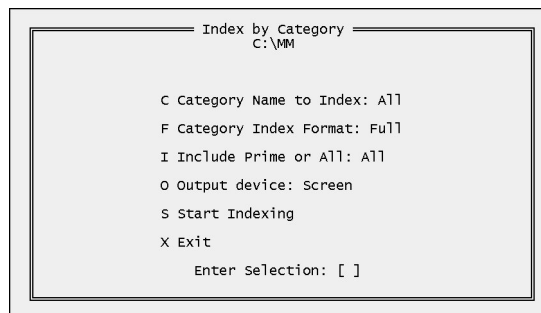 Index by Category
C:\MM
C Category Name to Index: All
F Category Index Format: Full
I Include Prime or All: All
O Output device: Screen
S Start Indexing
X Exit
Enter Selection: [ ]